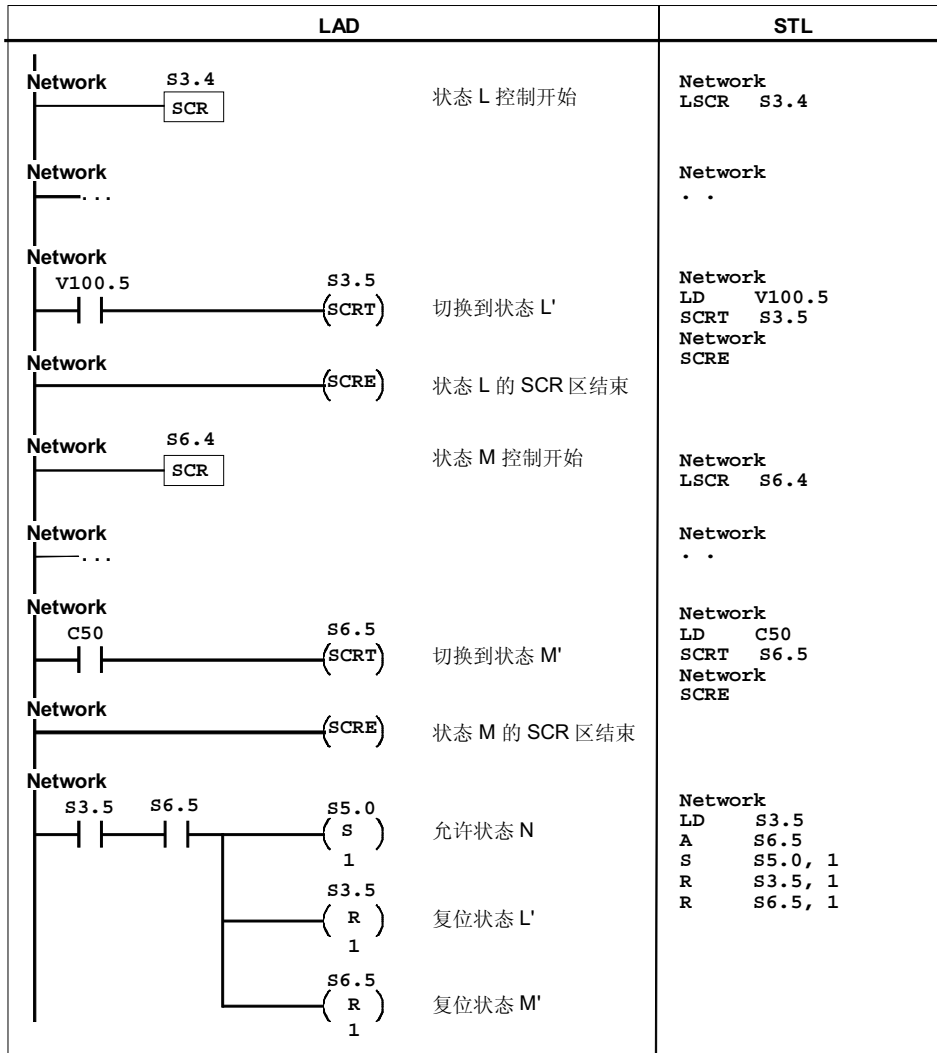 LAD
STL
Network
S3.4
SCR
状态 L 控制开始
Network
LSCR S3.4
Network
...
Network
. .
Network
V100.5
S3.5
(SCRT)
切换到状态 L'
Network
LD V100.5
SCRT S3.5
Network
SCRE
Network
(SCRE)
状态 L 的 SCR 区结束
Network
S6.4
SCR
状态 M 控制开始
Network
LSCR S6.4
Network
...
Network
. .
Network
C50
S6.5
(SCRT)
切换到状态 M'
Network
LD C50
SCRT S6.5
Network
SCRE
Network
(SCRE)
状态 M 的 SCR 区结束
Network
S3.5 S6.5
S5.0
( S )
1
允许状态 N
S3.5
( R )
1
复位状态 L'
S6.5
( R )
1
复位状态 M'
Network
LD S3.5
A S6.5
S S5.0, 1
R S3.5, 1
R S6.5, 1